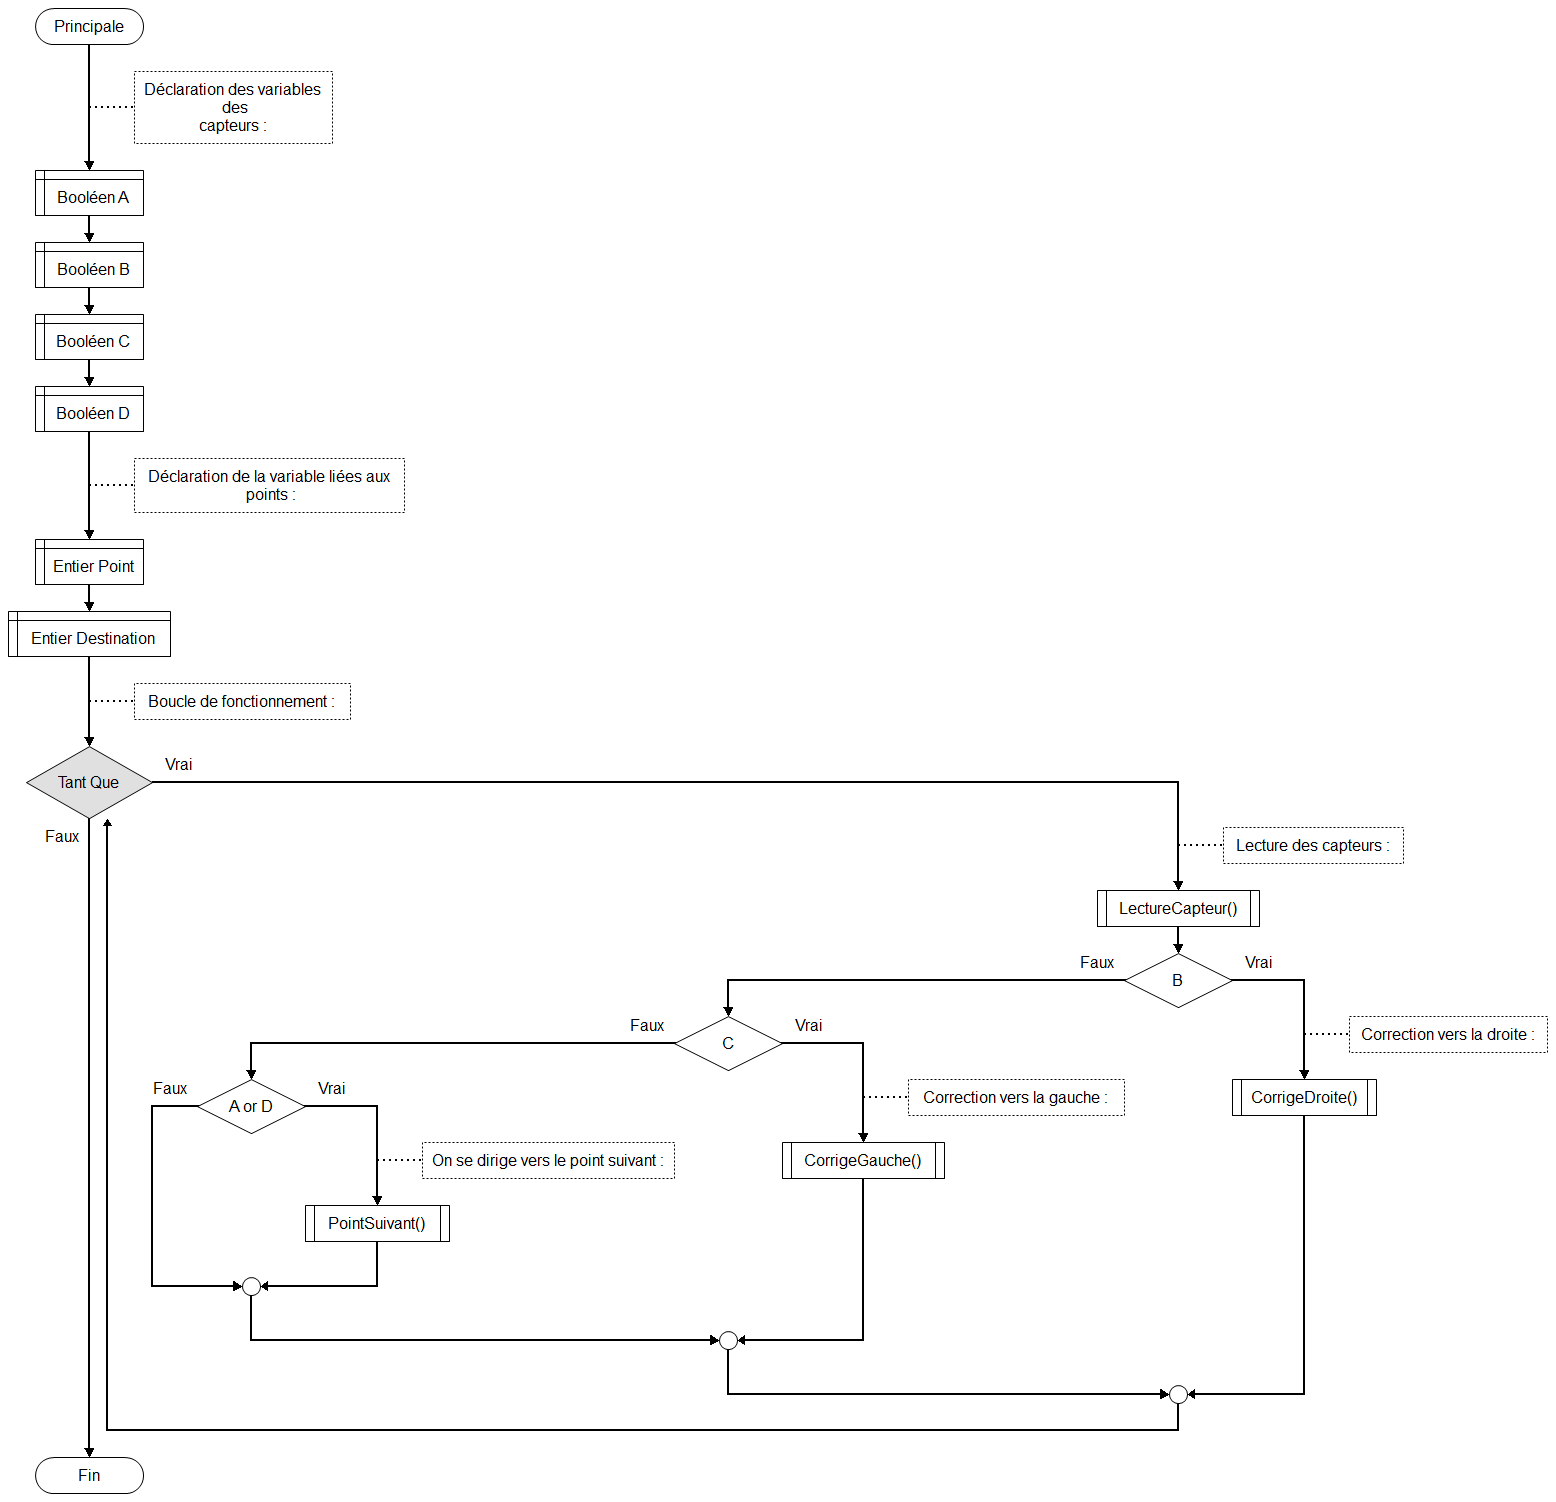 Principale
Déclaration des variables
des
capteurs :
Booléen A
Booléen B
Booléen C
Booléen D
Déclaration de la variable liées aux
points :
Entier Point
Entier Destination
Boucle de fonctionnement :
Tant Que
Vrai
Faux
Lecture des capteurs :
LectureCapteur()
B
Faux
Vrai
Correction vers la droite :
CorrigeDroite()
C
Faux
Vrai
Correction vers la gauche :
CorrigeGauche()
A or D
Faux
Vrai
On se dirige vers le point suivant :
PointSuivant()
Fin